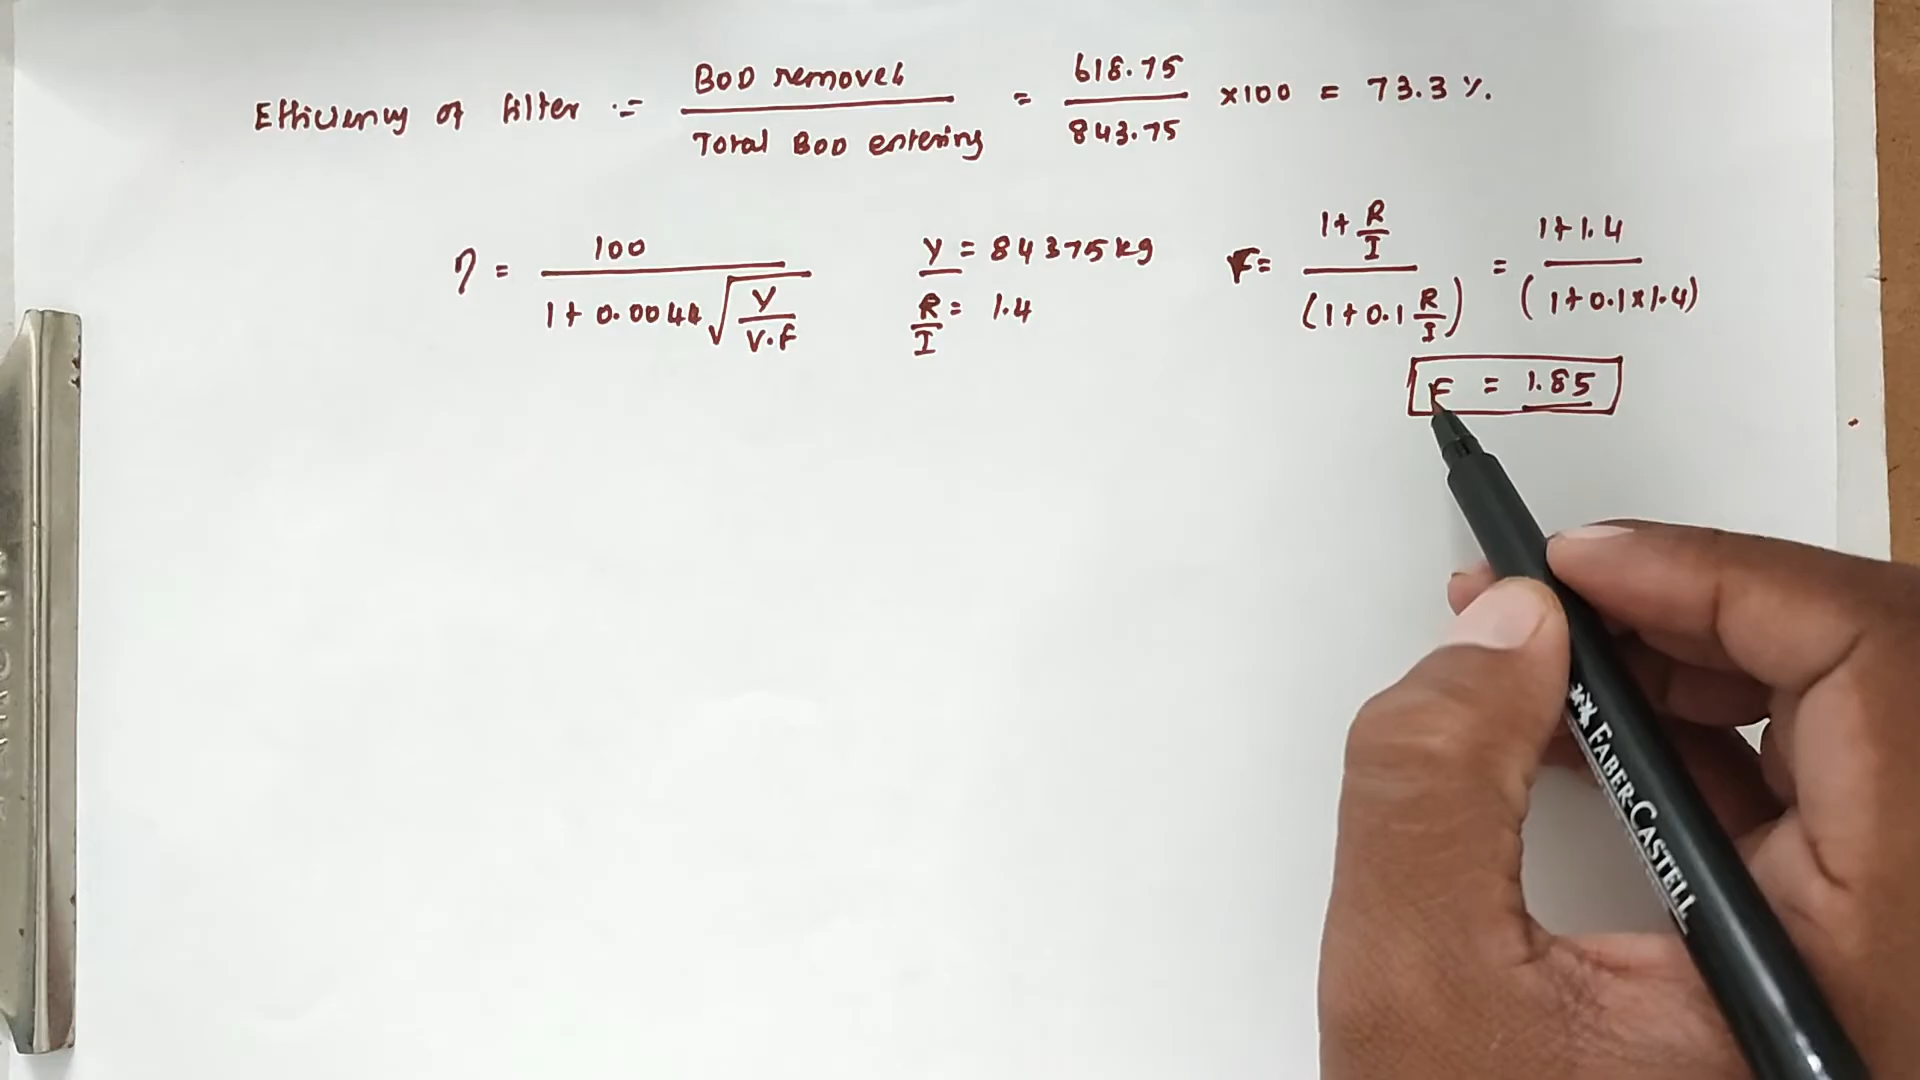 Efficiency of filter := BOD removed / Total BOD entering = 618.75 / 843.75 ×100 = 73.3 %.
η = 100 / 1+0.0044 √(Y / V.F)
Y = 84375 kg
R/I = 1.4
F = 1+ R/I / (1+0.1 R/I) = 1+1.4 / (1+0.1×1.4)
F = 1.85
FABER-CASTELL